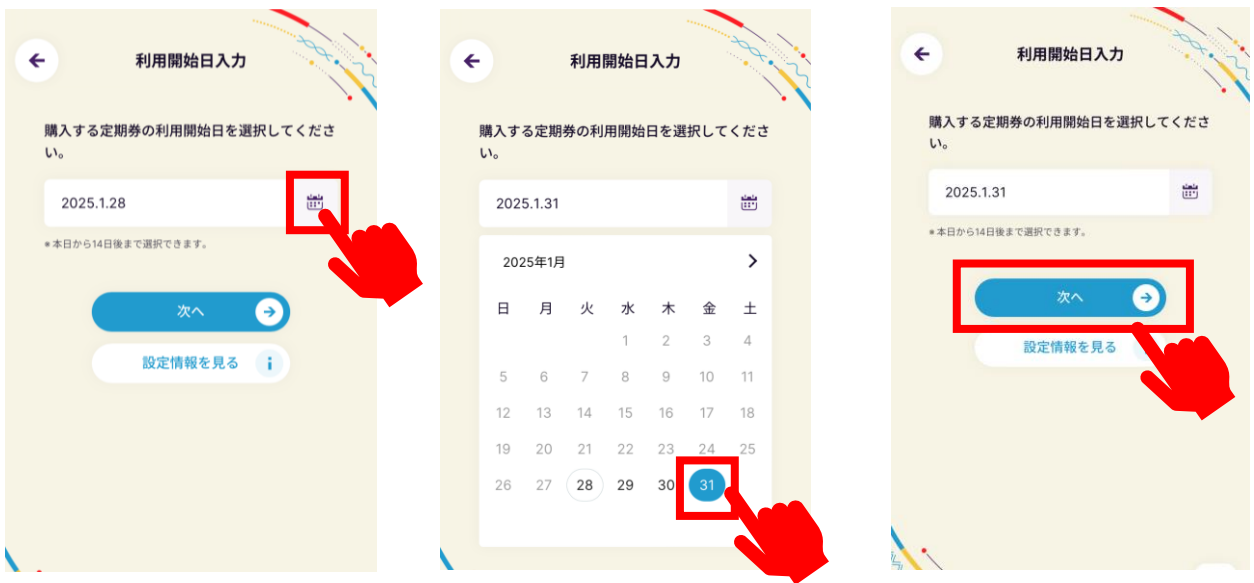 利用開始日入力
購入する定期券の利用開始日を選択してくださ
い。
2025.1.28
*本日から14日後まで選択できます。
次へ
設定情報を見る i
利用開始日入力
購入する定期券の利用開始日を選択してくださ
い。
2025.1.31
2025年1月
日 月 火 水 木 金 土
1 2 3 4
5 6 7 8 9 10 11
12 13 14 15 16 17 18
19 20 21 22 23 24 25
26 27 28 29 30 31
利用開始日入力
購入する定期券の利用開始日を選択してくださ
い。
2025.1.31
*本日から14日後まで選択できます。
次へ
設定情報を見る